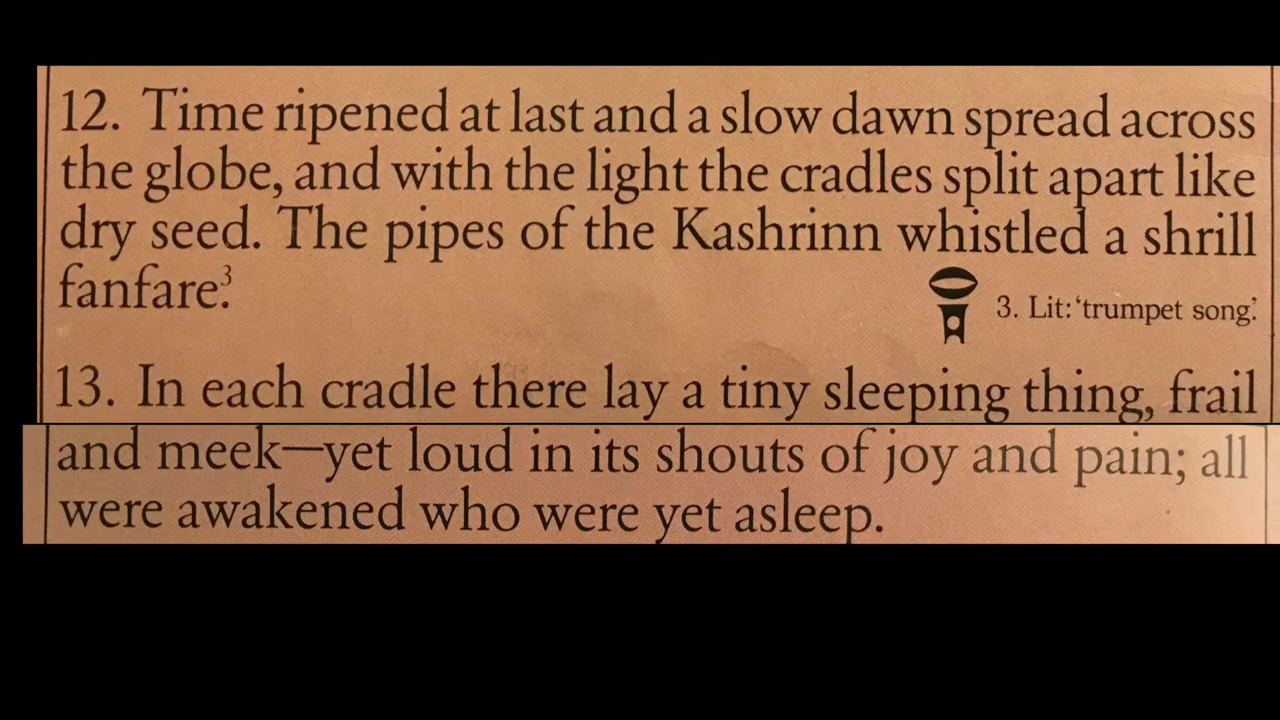 12. Time ripened at last and a slow dawn spread across
the globe, and with the light the cradles split apart like
dry seed. The pipes of the Kashrinn whistled a shrill
fanfare.³
3. Lit: ‘trumpet song’.
13. In each cradle there lay a tiny sleeping thing, frail
and meek—yet loud in its shouts of joy and pain; all
were awakened who were yet asleep.